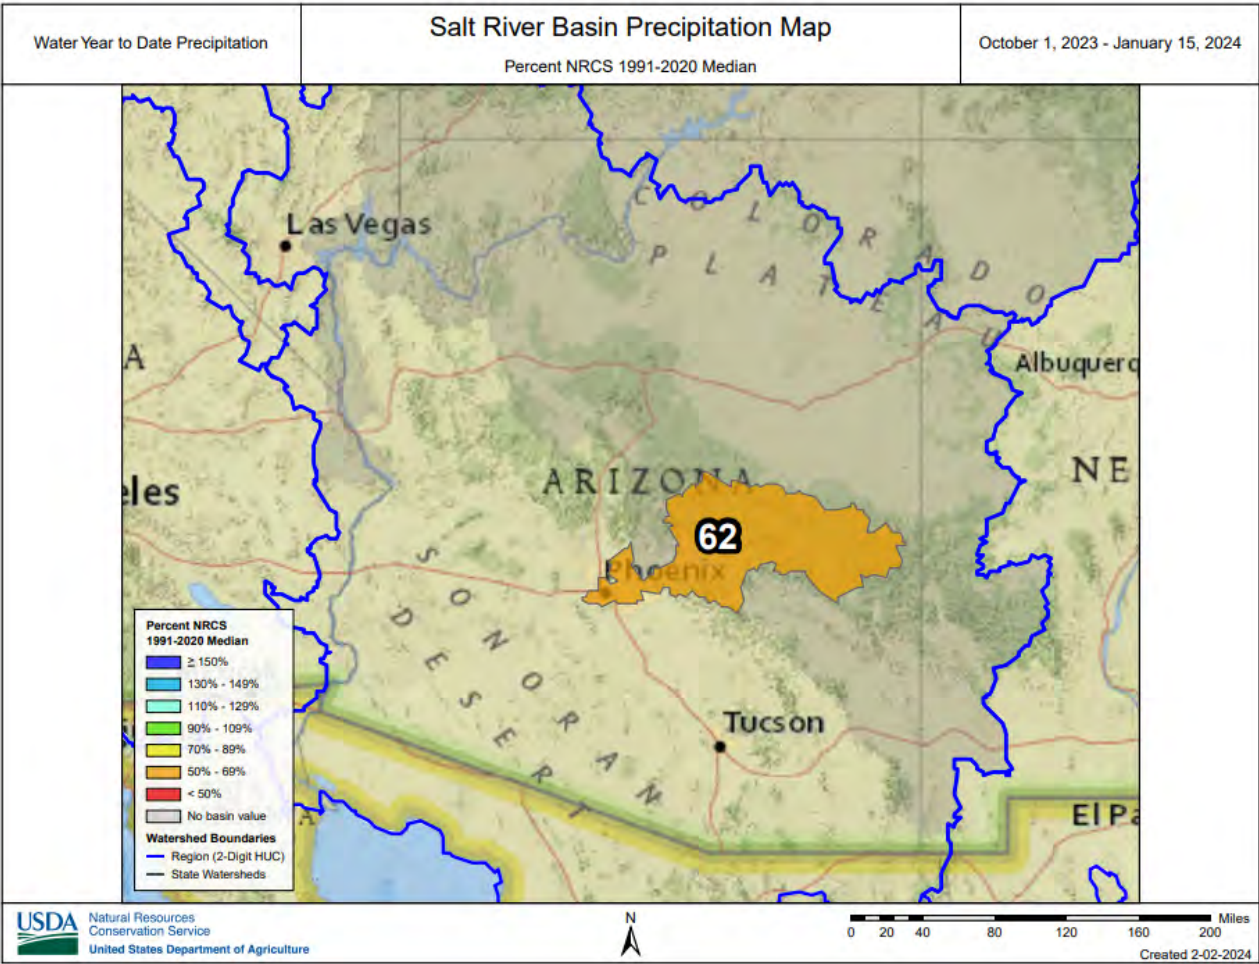 Water Year to Date Precipitation
Salt River Basin Precipitation Map
Percent NRCS 1991-2020 Median
October 1, 2023 - January 15, 2024
Las Vegas
COLORADO
PLATEAU
A
Albuquerq
eles
ARIZONA
NE
62
Phoenix
SONORAN
DESERT
Tucson
El Pa
Percent NRCS
1991-2020 Median
≥ 150%
130% - 149%
110% - 129%
90% - 109%
70% - 89%
50% - 69%
< 50%
No basin value
Watershed Boundaries
Region (2-Digit HUC)
State Watersheds
A
USDA
Natural Resources
Conservation Service
United States Department of Agriculture
N
Miles
0 20 40 80 120 160 200
Created 2-02-2024